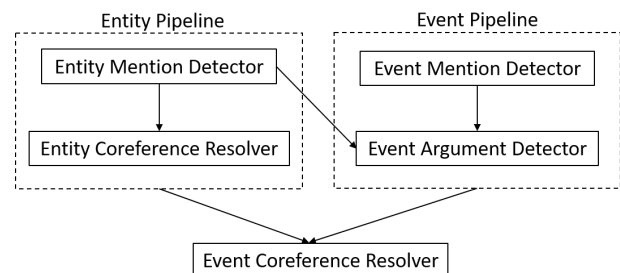 Entity Pipeline
Entity Mention Detector
Entity Coreference Resolver
Event Pipeline
Event Mention Detector
Event Argument Detector
Event Coreference Resolver